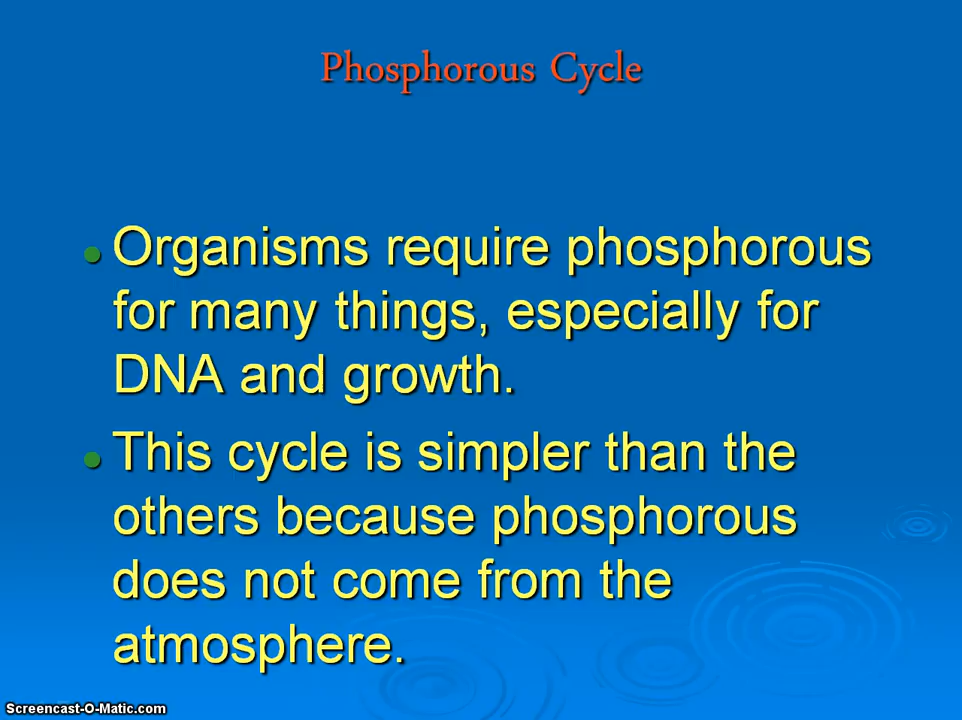 Phosphorous Cycle
Organisms require phosphorous
for many things, especially for
DNA and growth.
This cycle is simpler than the
others because phosphorous
does not come from the
atmosphere.
Screencast-O-Matic.com